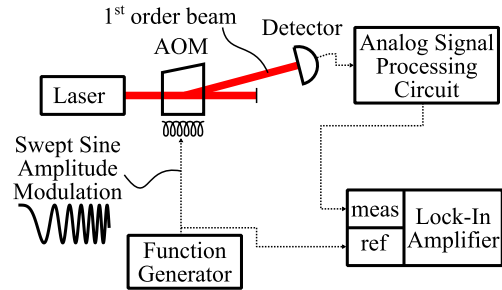 1st order beam
Detector
AOM
Laser
Analog Signal
Processing
Circuit
Swept Sine
Amplitude
Modulation
meas
ref
Lock-In
Amplifier
Function
Generator